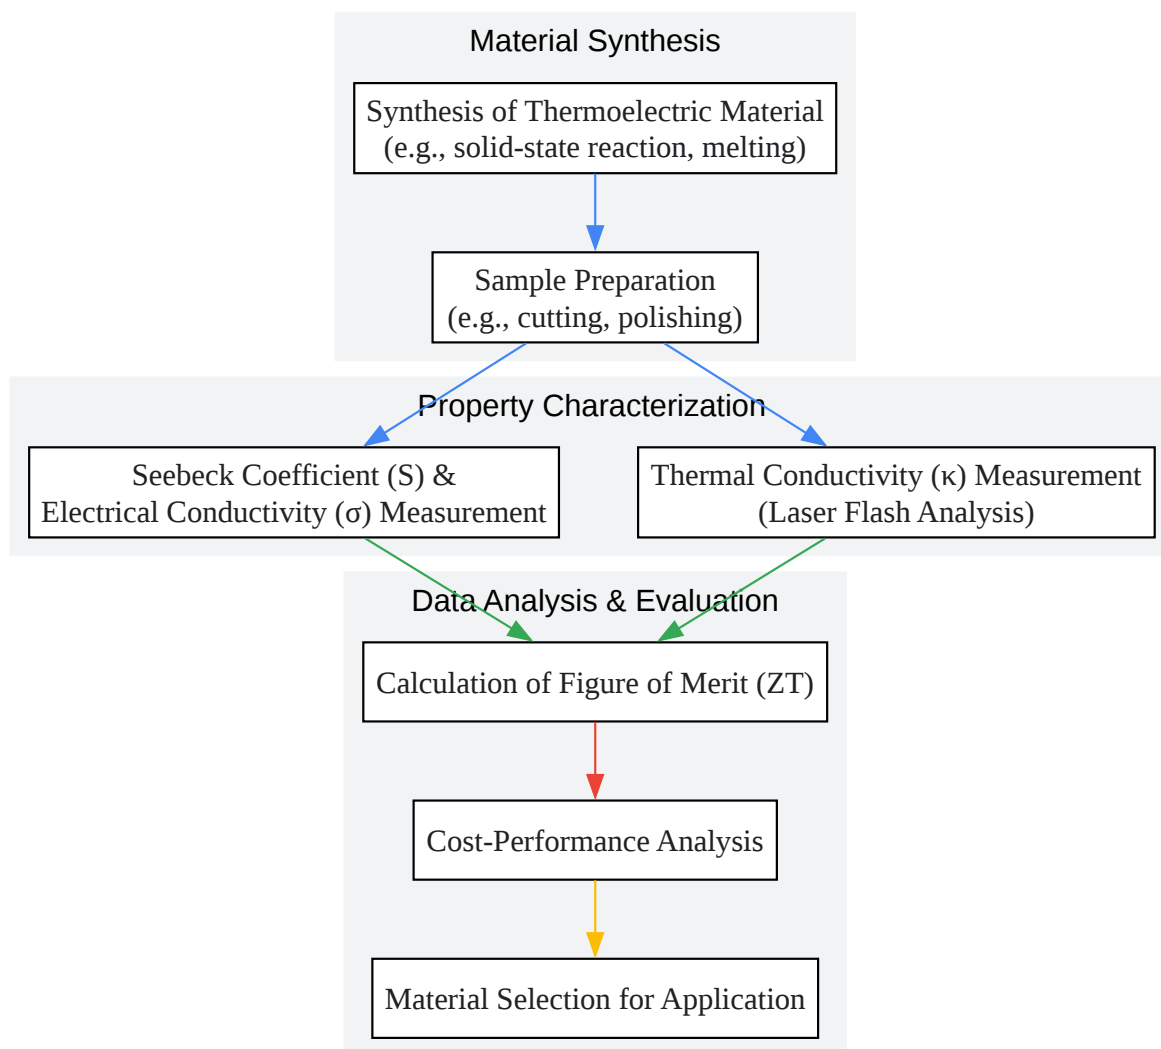 Material Synthesis
Synthesis of Thermoelectric Material
(e.g., solid-state reaction, melting)
Sample Preparation
(e.g., cutting, polishing)
Property Characterization
Seebeck Coefficient (S) &
Electrical Conductivity (σ) Measurement
Thermal Conductivity (κ) Measurement
(Laser Flash Analysis)
Data Analysis & Evaluation
Calculation of Figure of Merit (ZT)
Cost-Performance Analysis
Material Selection for Application